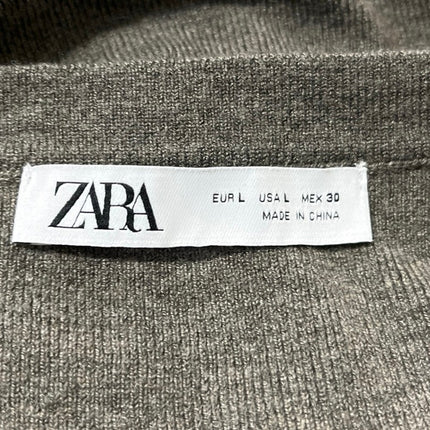 ZARA
EUR L USA L MEX 30
MADE IN CHINA